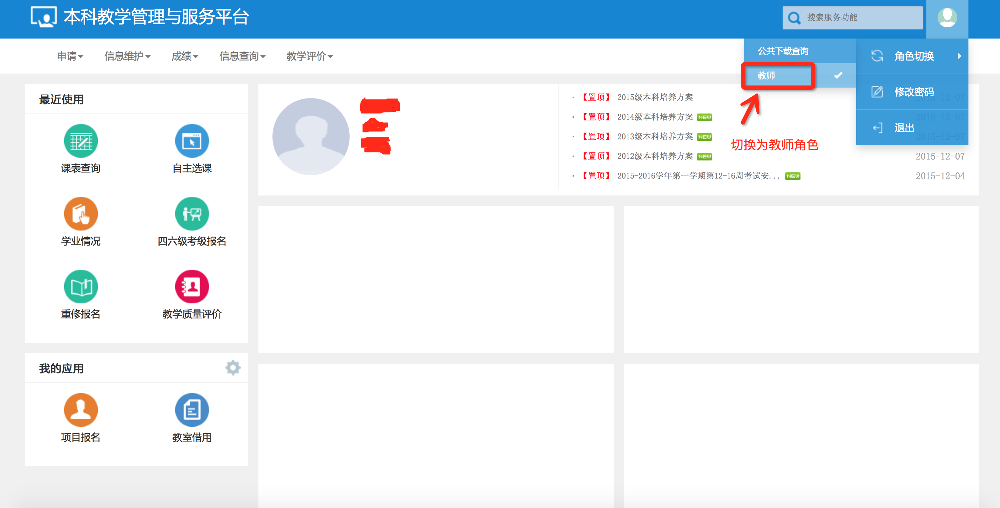 本科教学管理与服务平台
搜索服务功能
申请 信息维护 成绩 信息查询 教学评价
公共下载查询
教师
角色切换
修改密码
退出
切换为教师角色
最近使用
课表查询 自主选课
学业情况 四六级考级报名
重修报名 教学质量评价
我的应用
项目报名 教室借用
· 【置顶】 2015级本科培养方案 2015-12-07
· 【置顶】 2014级本科培养方案 NEW 2015-12-07
· 【置顶】 2013级本科培养方案 NEW 2015-12-07
· 【置顶】 2012级本科培养方案 NEW 2015-12-07
· 【置顶】 2015-2016学年第一学期第12-16周考试安... NEW 2015-12-04